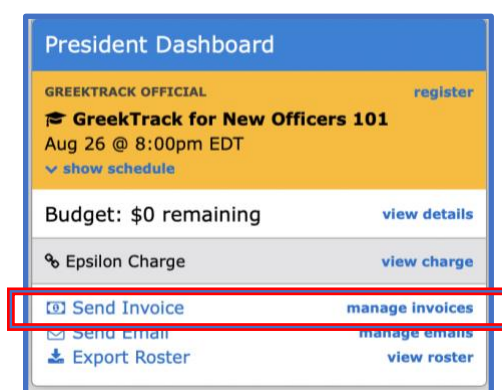 President Dashboard
GREEKTRACK OFFICIAL register
GreekTrack for New Officers 101
Aug 26 @ 8:00pm EDT
show schedule
Budget: $0 remaining view details
Epsilon Charge view charge
Send Invoice manage invoices
Send Email manage emails
Export Roster view roster